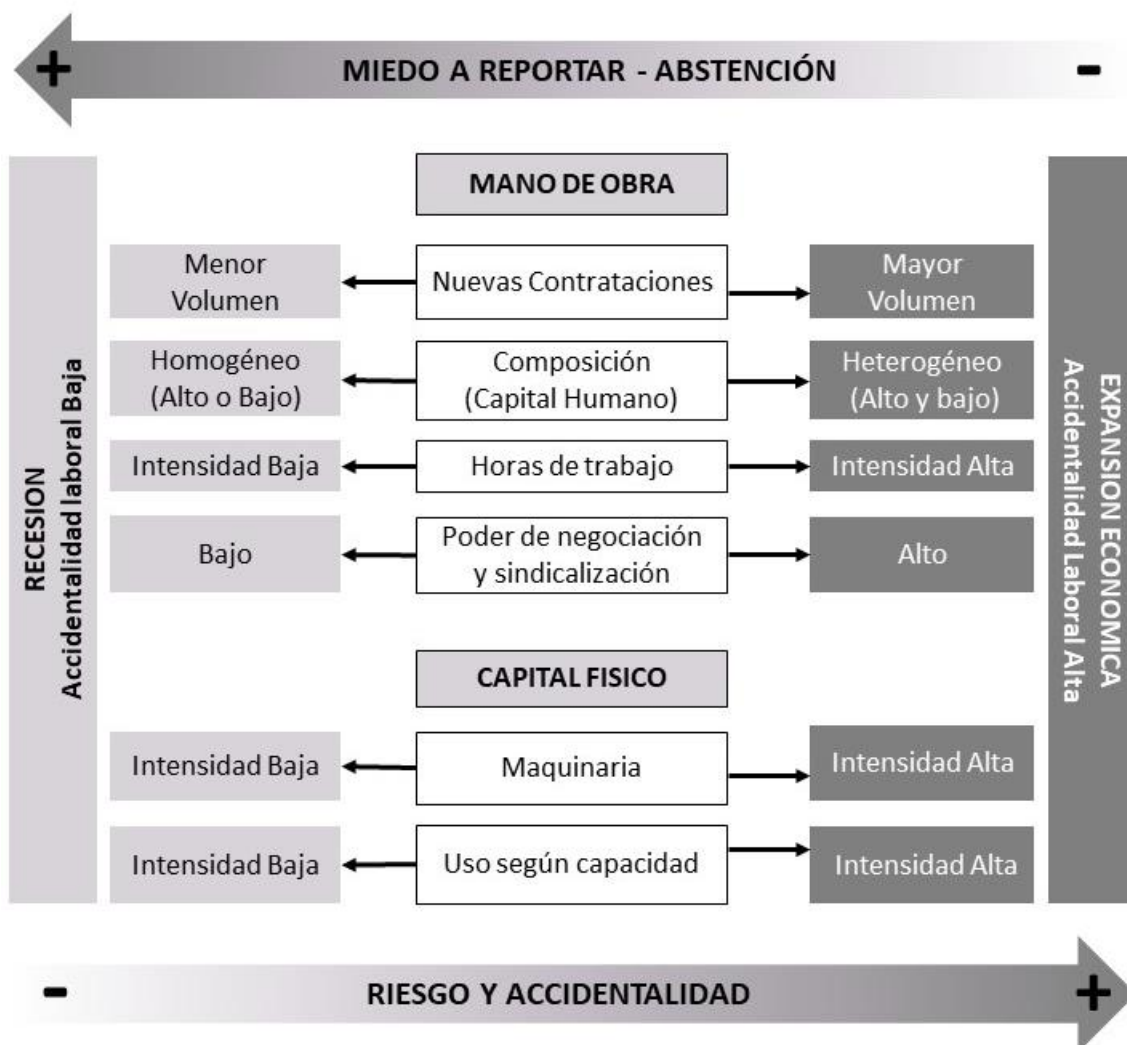 + MIEDO A REPORTAR - ABSTENCIÓN -
MANO DE OBRA
Menor
Volumen
Nuevas Contrataciones
Mayor
Volumen
Homogéneo
(Alto o Bajo)
Composición
(Capital Humano)
Heterogéneo
(Alto y bajo)
Intensidad Baja
Horas de trabajo
Intensidad Alta
Bajo
Poder de negociación
y sindicalización
Alto
CAPITAL FISICO
Intensidad Baja
Maquinaria
Intensidad Alta
Intensidad Baja
Uso según capacidad
Intensidad Alta
RECESION
Accidentalidad laboral Baja
EXPANSION ECONOMICA
Accidentalidad Laboral Alta
- RIESGO Y ACCIDENTALIDAD +